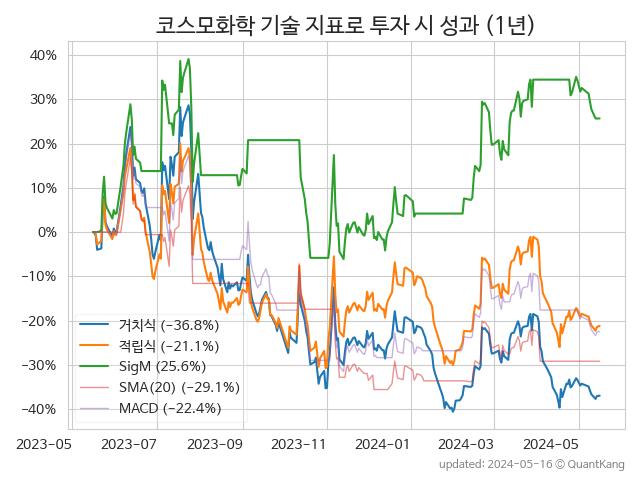 코스모화학 기술 지표로 투자 시 성과 (1년)
40%
30%
20%
10%
0%
−10%
−20%
−30%
−40%
거치식 (−36.8%)
적립식 (−21.1%)
SigM (25.6%)
SMA(20) (−29.1%)
MACD (−22.4%)
2023-05 2023-07 2023-09 2023-11 2024-01 2024-03 2024-05
updated: 2024-05-16 © QuantKang